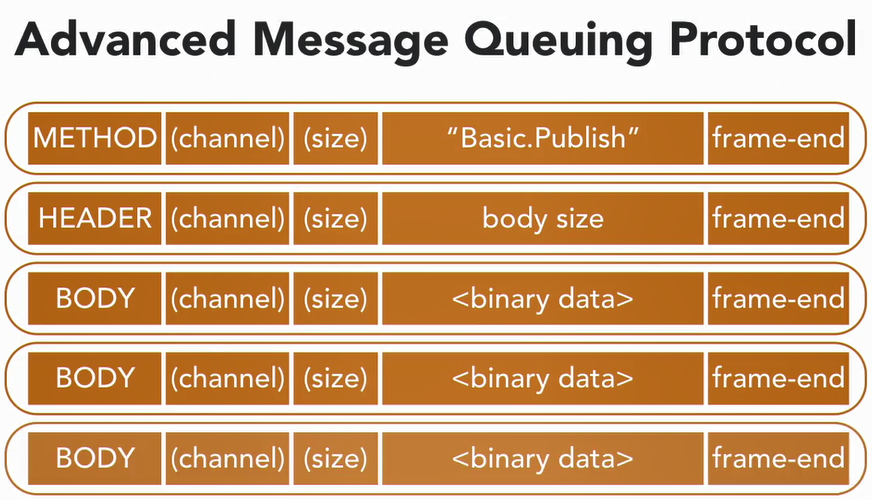 Advanced Message Queuing Protocol
METHOD (channel) (size) “Basic.Publish” frame-end
HEADER (channel) (size) body size frame-end
BODY (channel) (size) <binary data> frame-end
BODY (channel) (size) <binary data> frame-end
BODY (channel) (size) <binary data> frame-end